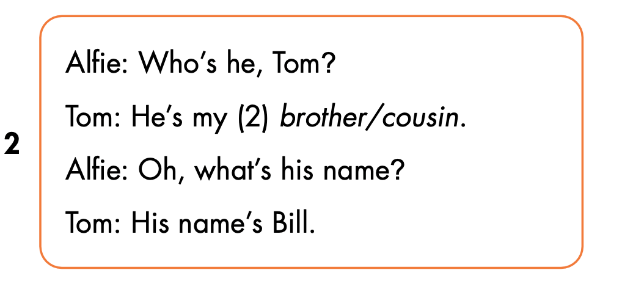 2
Alfie: Who's he, Tom?
Tom: He's my (2) brother/cousin.
Alfie: Oh, what's his name?
Tom: His name's Bill.